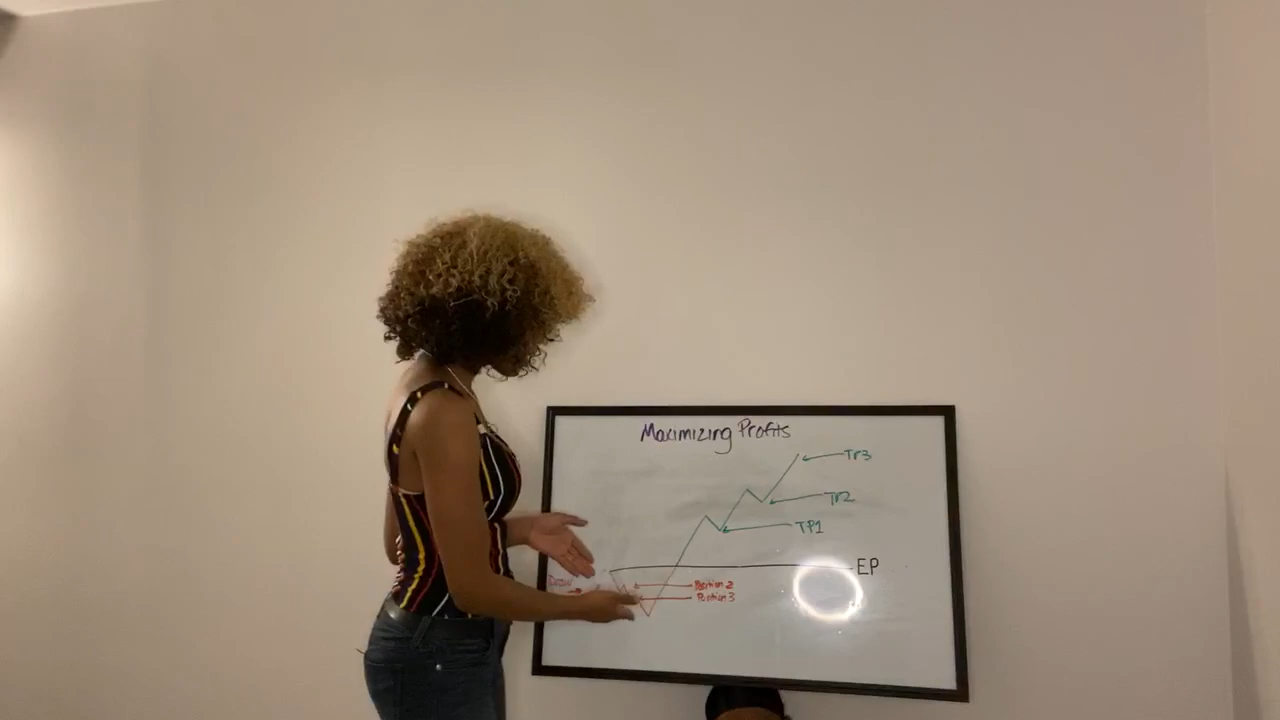 Maximizing Profits
TP3
TP2
TP1
EP
Position 2
Position 3